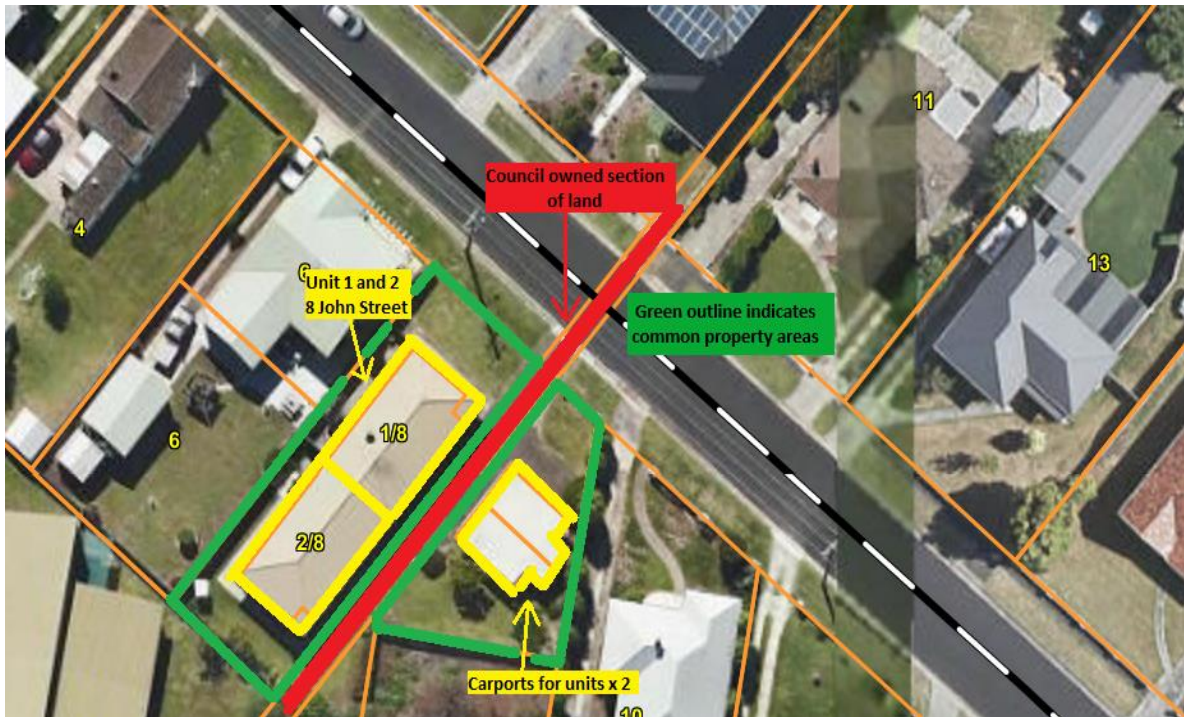 11
Council owned section
of land
4
13
6
Unit 1 and 2
8 John Street
Green outline indicates
common property areas
1/8
6
2/8
Carports for units x 2
10